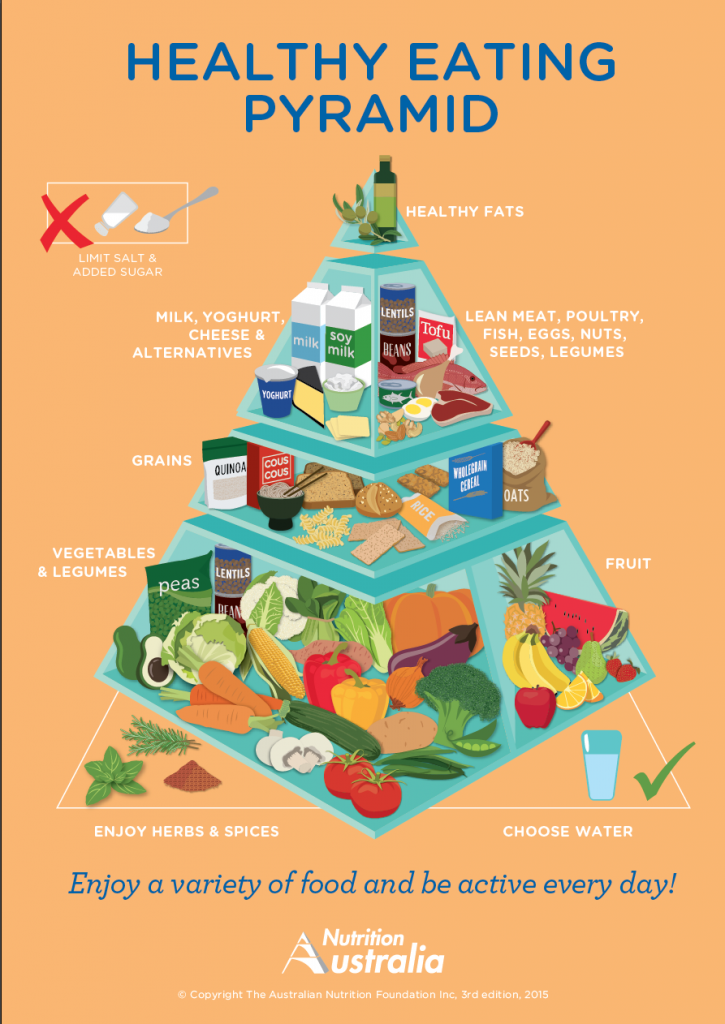 HEALTHY EATING
PYRAMID
HEALTHY FATS
LIMIT SALT &
ADDED SUGAR
MILK, YOGHURT,
CHEESE &
ALTERNATIVES
LEAN MEAT, POULTRY,
FISH, EGGS, NUTS,
SEEDS, LEGUMES
milk
soy
milk
LENTILS
BEANS
Tofu
YOGHURT
GRAINS
QUINOA
COUS
COUS
RICE
WHOLEGRAIN
CEREAL
OATS
VEGETABLES
& LEGUMES
FRUIT
peas
LENTILS
BEAN
ENJOY HERBS & SPICES
CHOOSE WATER
Enjoy a variety of food and be active every day!
Nutrition
Australia
© Copyright The Australian Nutrition Foundation Inc, 3rd edition, 2015